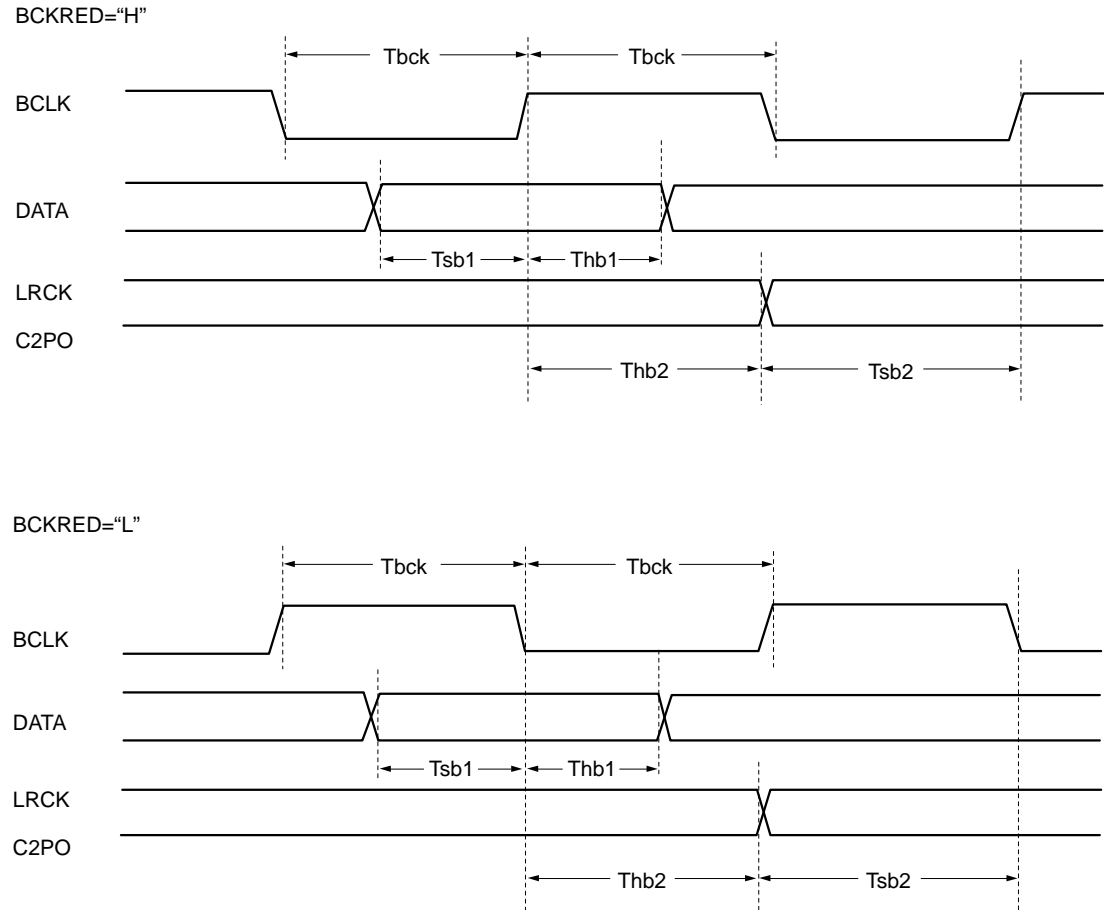 BCKRED=“H”
Tbck Tbck
BCLK
DATA
Tsb1 Thb1
LRCK
C2PO
Thb2 Tsb2
BCKRED=“L”
Tbck Tbck
BCLK
DATA
Tsb1 Thb1
LRCK
C2PO
Thb2 Tsb2